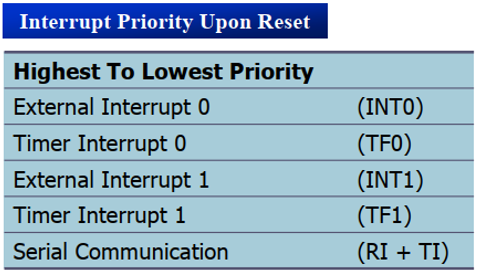 Interrupt Priority Upon Reset
Highest To Lowest Priority
External Interrupt 0 (INT0)
Timer Interrupt 0 (TF0)
External Interrupt 1 (INT1)
Timer Interrupt 1 (TF1)
Serial Communication (RI + TI)